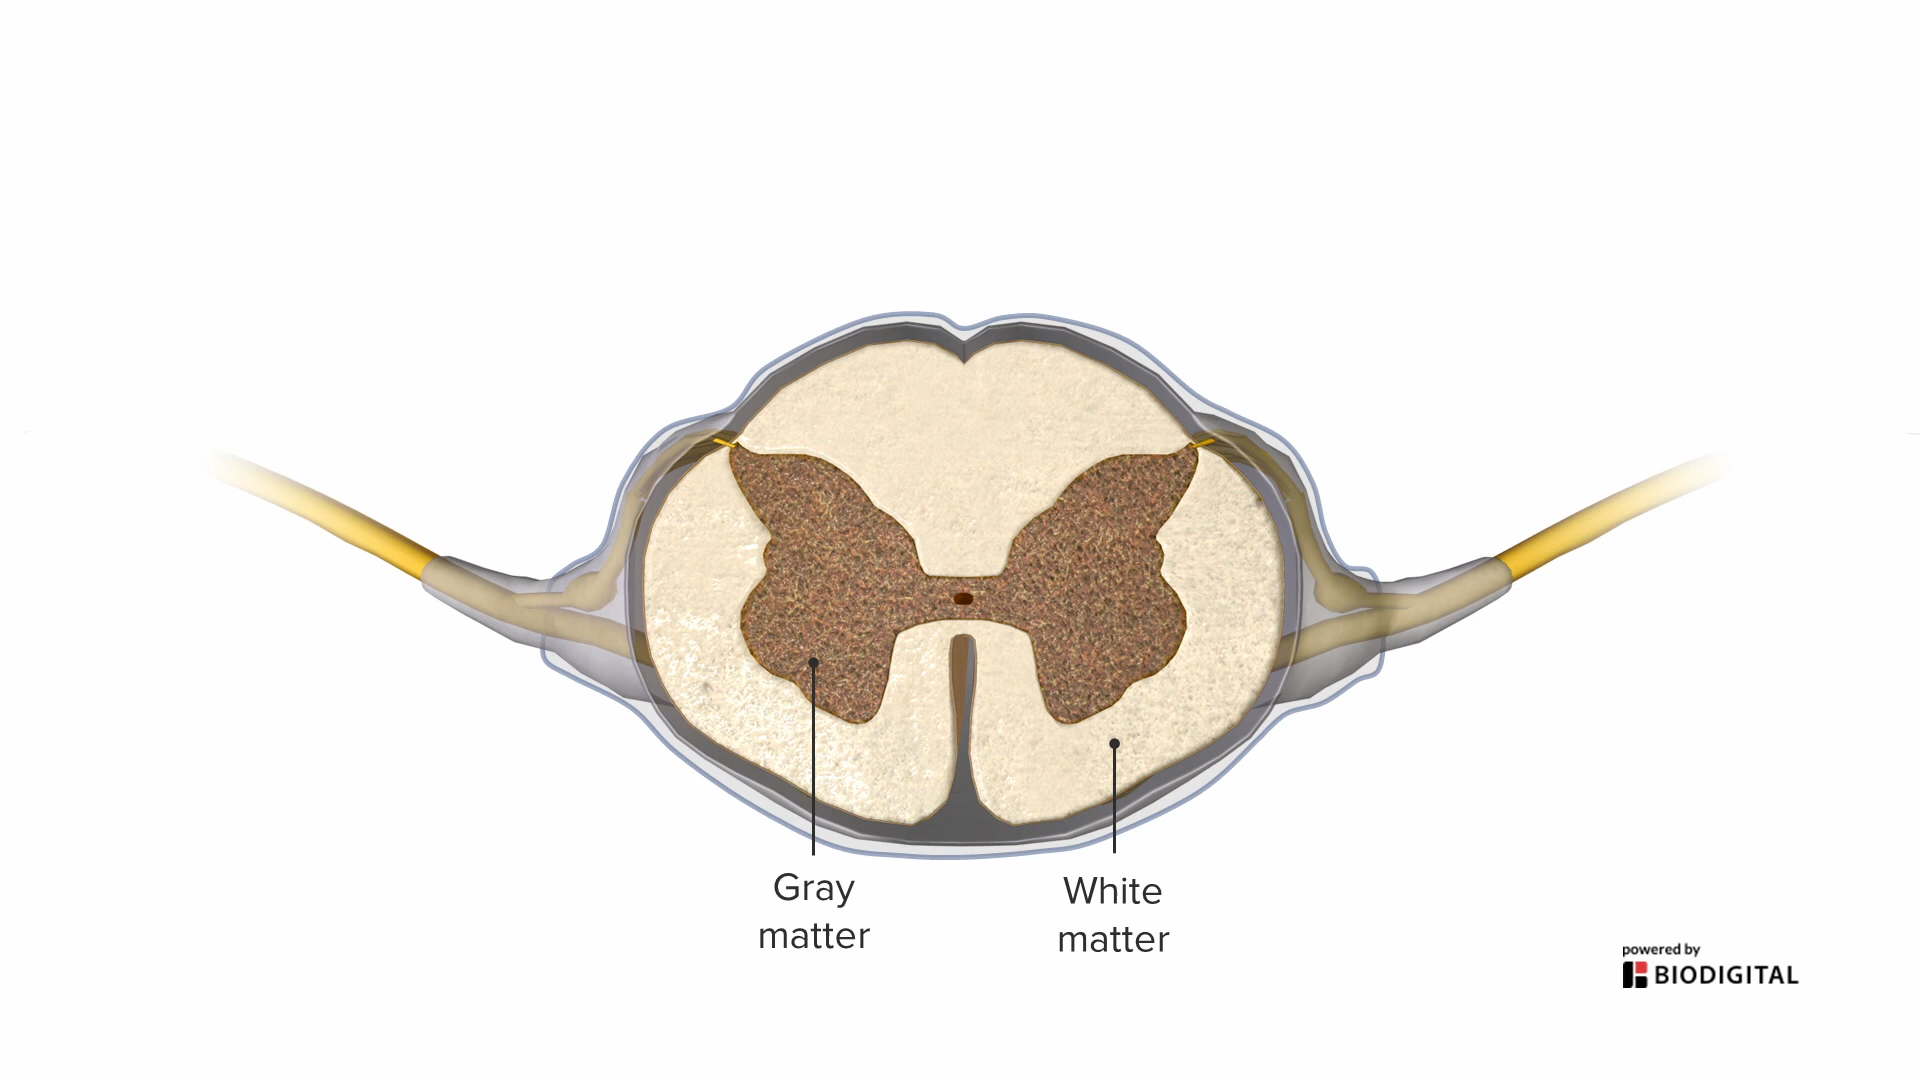 Gray
matter
White
matter
powered by
BIODIGITAL